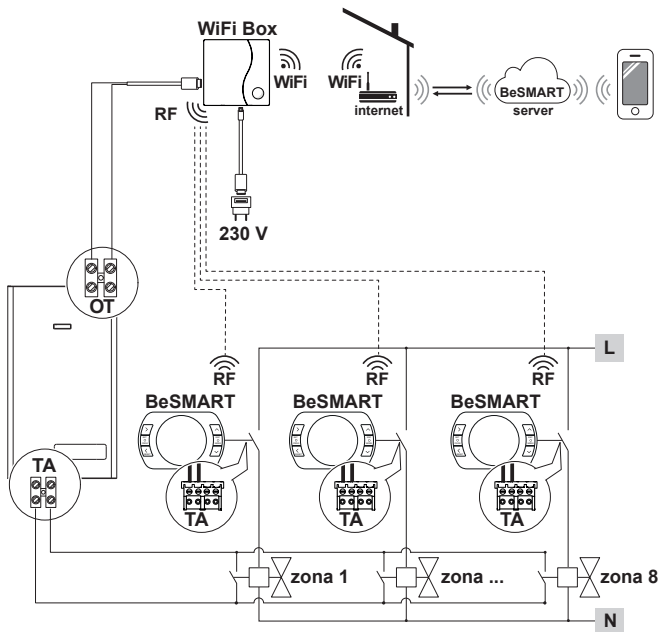 WiFi Box
WiFi
WiFi
internet
BeSMART
server
RF
230 V
OT
L
RF
RF
RF
BeSMART
BeSMART
BeSMART
TA
TA
TA
TA
zona 1
zona ...
zona 8
N